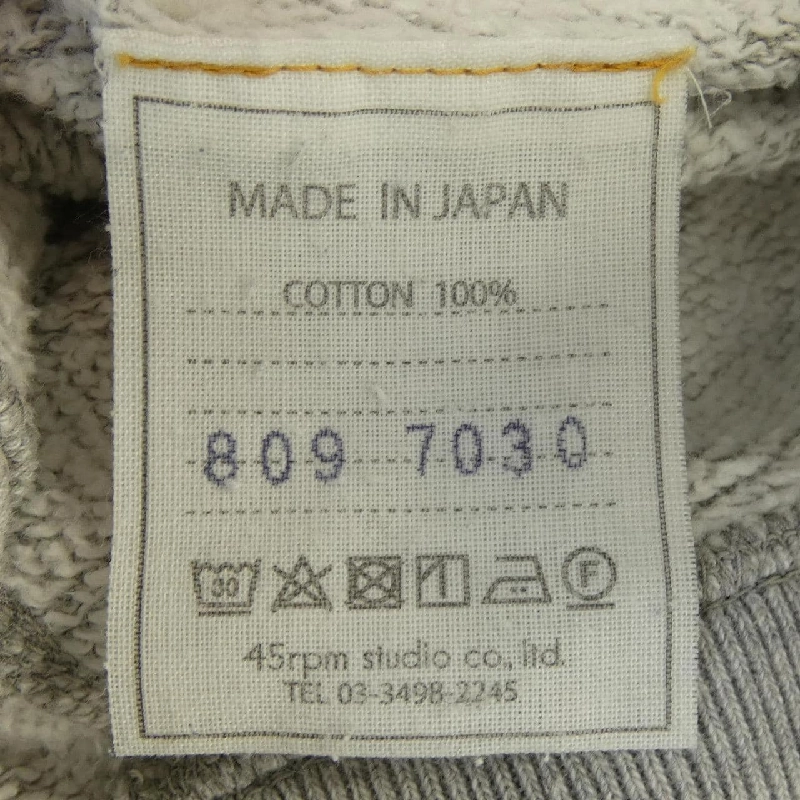 MADE IN JAPAN
COTTON 100%
809 7030
30 F
45rpm studio co., ltd.
TEL 03-3498-2245